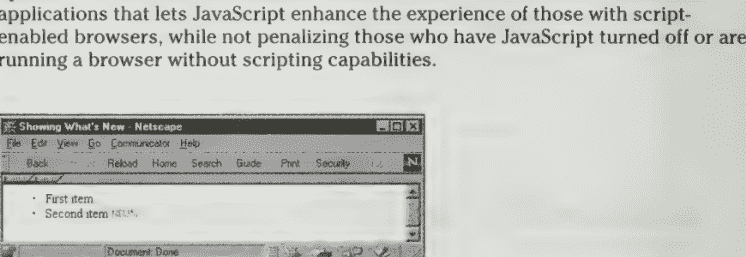 applications that lets JavaScript enhance the experience of those with script-
enabled browsers, while not penalizing those who have JavaScript turned off or are
running a browser without scripting capabilities.
Showing What's New - Netscape
File Edit View Go Communicator Help
Back Reload Home Search Guide Print Security
N
• First item
• Second item
Document: Done